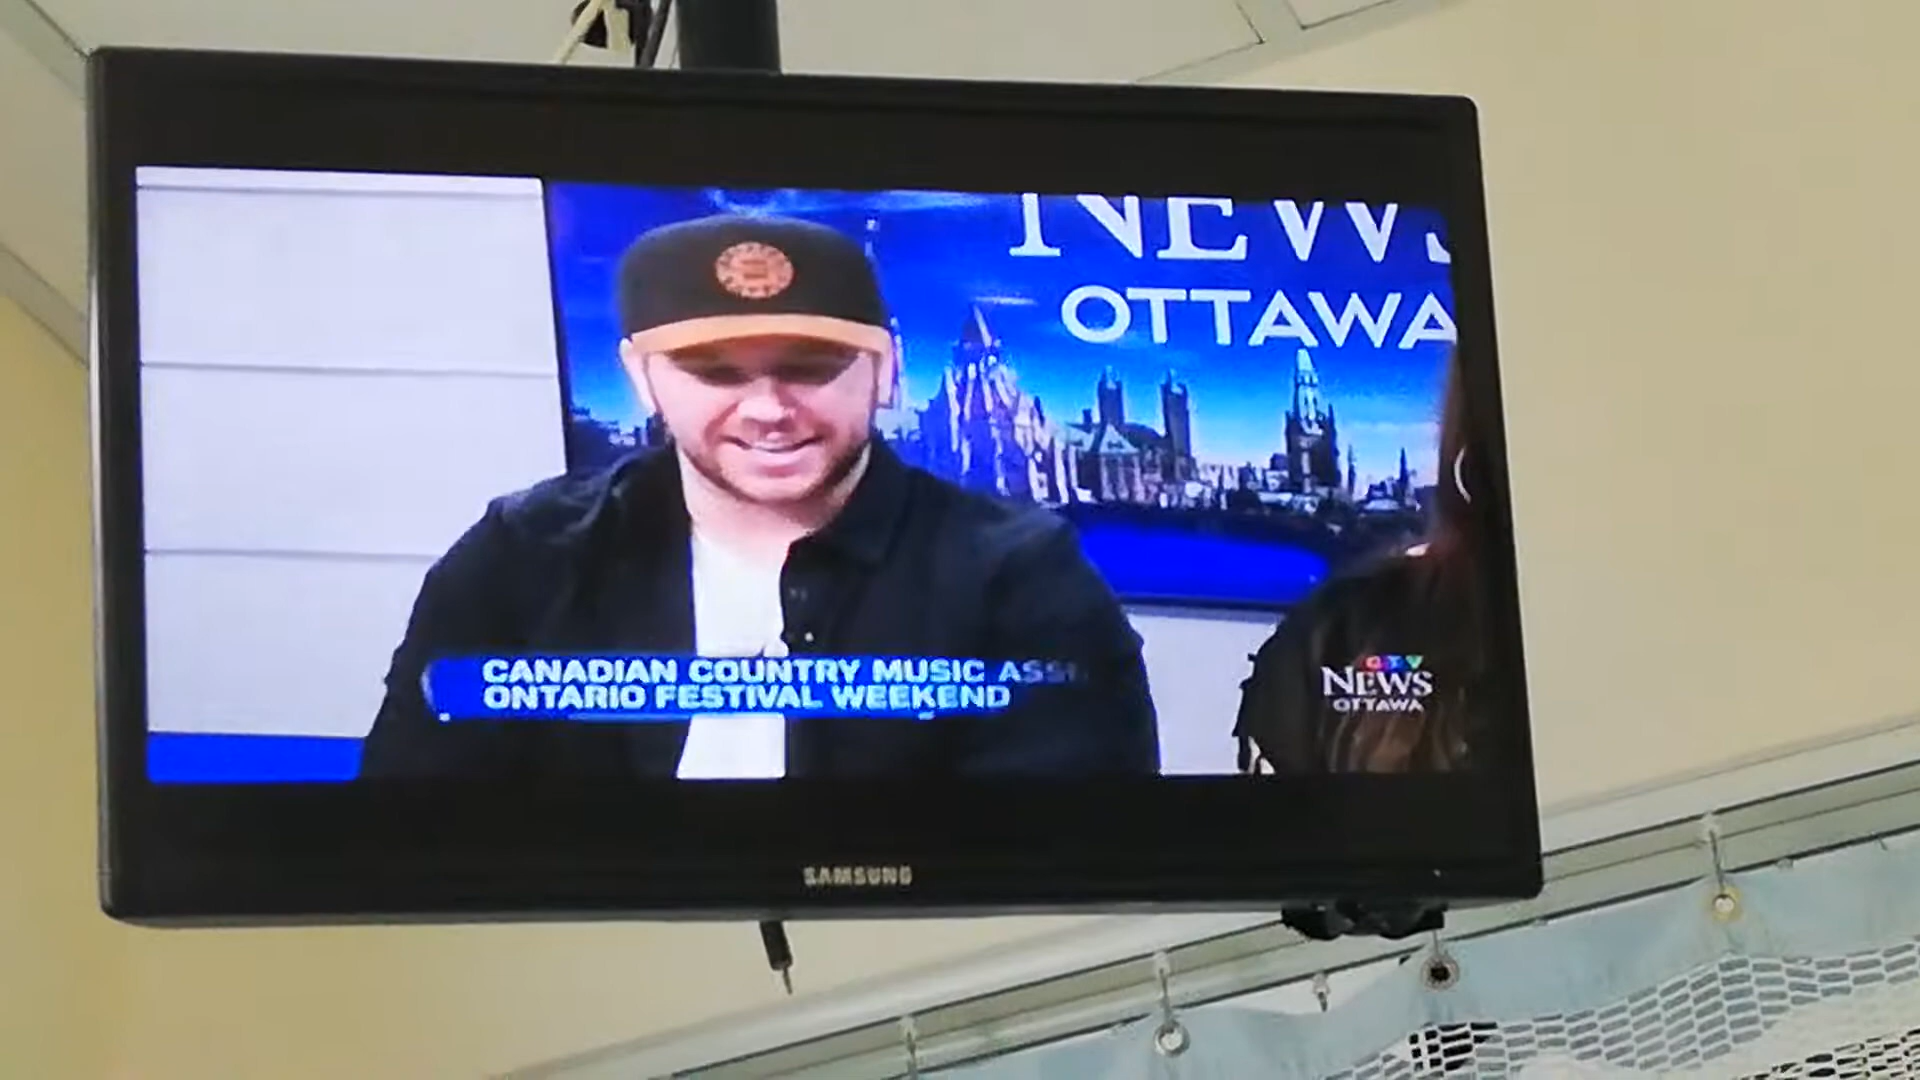 NEWS
OTTAWA
CANADIAN COUNTRY MUSIC ASS
ONTARIO FESTIVAL WEEKEND
CTV
NEWS
OTTAWA
SAMSUNG